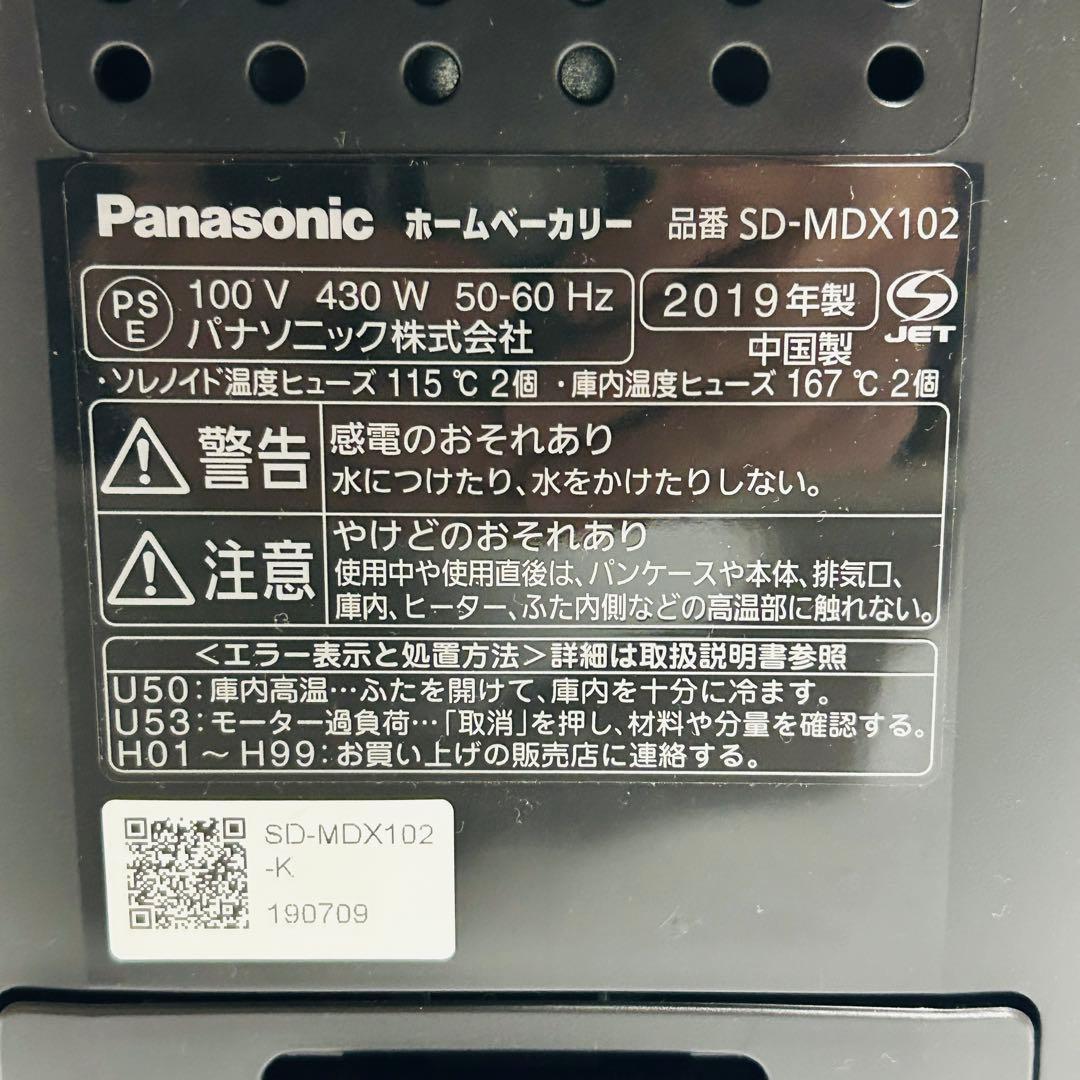 Panasonic ホームベーカリー 品番 SD-MDX102
PS E 100 V 430 W 50-60 Hz
パナソニック株式会社
2019年製
JET
中国製
・ソレノイド温度ヒューズ 115 ℃ 2個 ・庫内温度ヒューズ 167 ℃ 2個
警告
感電のおそれあり
水につけたり、水をかけたりしない。
注意
やけどのおそれあり
使用中や使用直後は、パンケースや本体、排気口、
庫内、ヒーター、ふた内側などの高温部に触れない。
<エラー表示と処置方法>詳細は取扱説明書参照
U50:庫内高温…ふたを開けて、庫内を十分に冷ます。
U53:モーター過負荷…「取消」を押し、材料や分量を確認する。
H01～H99:お買い上げの販売店に連絡する。
SD-MDX102
-K
190709